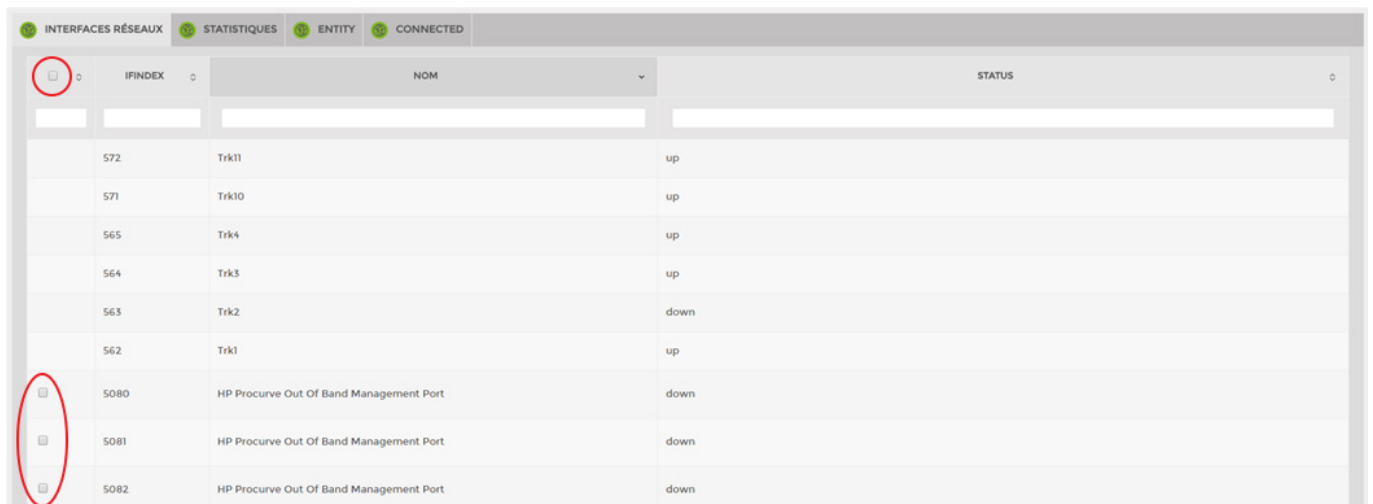 INTERFACES RÉSEAUX STATISTIQUES ENTITY CONNECTED
IFINDEX NOM STATUS
572 Trk11 up
571 Trk10 up
565 Trk4 up
564 Trk3 up
563 Trk2 down
562 Trk1 up
5080 HP Procurve Out Of Band Management Port down
5081 HP Procurve Out Of Band Management Port down
5082 HP Procurve Out Of Band Management Port down